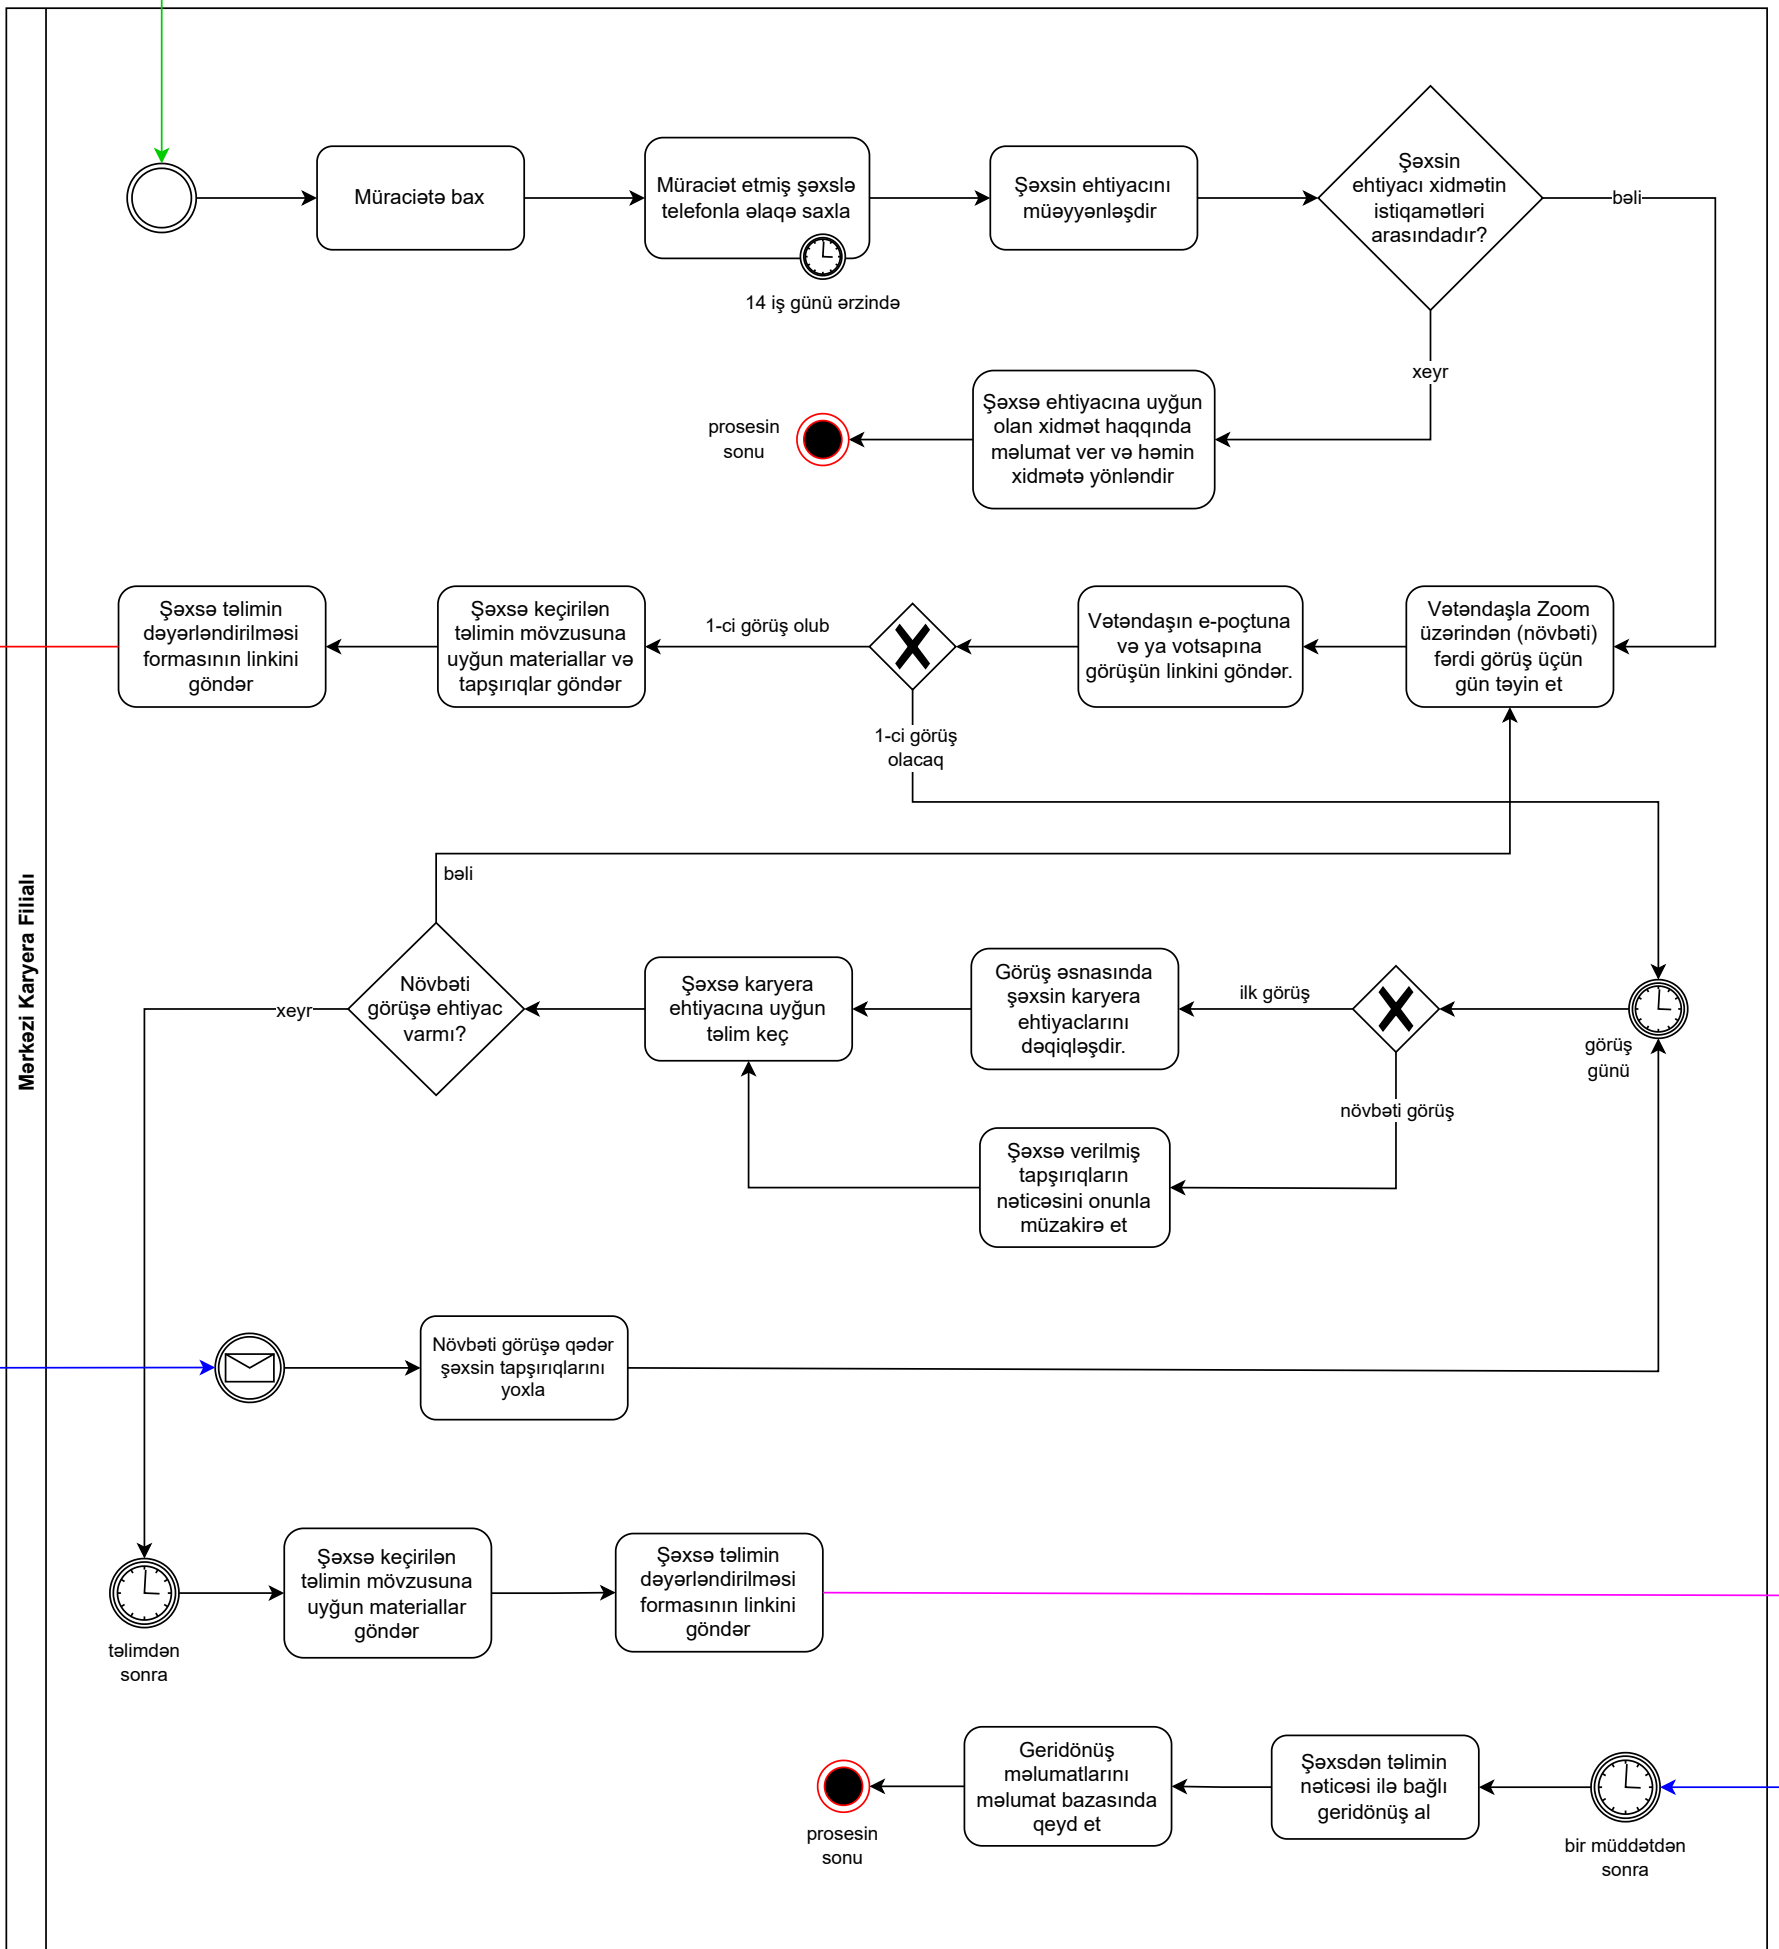 Mərkəzi Karyera Filialı
Müraciətə bax
Müraciət etmiş şəxslə
telefonla əlaqə saxla
14 iş günü ərzində
Şəxsin ehtiyacını
müəyyənləşdir
Şəxsin
ehtiyacı xidmətin
istiqamətləri
arasındadır?
bəli
xeyr
Şəxsə ehtiyacına uyğun
olan xidmət haqqında
məlumat ver və həmin
xidmətə yönləndir
prosesin
sonu
Vətəndaşla Zoom
üzərindən (növbəti)
fərdi görüş üçün
gün təyin et
Vətəndaşın e-poçtuna
və ya votsapına
görüşün linkini göndər.
1-ci görüş olub
1-ci görüş
olacaq
Şəxsə keçirilən
təlimin mövzusuna
uyğun materiallar və
tapşırıqlar göndər
Şəxsə təlimin
dəyərləndirilməsi
formasının linkini
göndər
bəli
Növbəti
görüşə ehtiyac
varmı?
xeyr
Şəxsə karyera
ehtiyacına uyğun
təlim keç
Görüş əsnasında
şəxsin karyera
ehtiyaclarını
dəqiqləşdir.
ilk görüş
növbəti görüş
görüş
günü
Şəxsə verilmiş
tapşırıqların
nəticəsini onunla
müzakirə et
Növbəti görüşə qədər
şəxsin tapşırıqlarını
yoxla
təlimdən
sonra
Şəxsə keçirilən
təlimin mövzusuna
uyğun materiallar
göndər
Şəxsə təlimin
dəyərləndirilməsi
formasının linkini
göndər
prosesin
sonu
Geridönüş
məlumatlarını
məlumat bazasında
qeyd et
Şəxsdən təlimin
nəticəsi ilə bağlı
geridönüş al
bir müddətdən
sonra